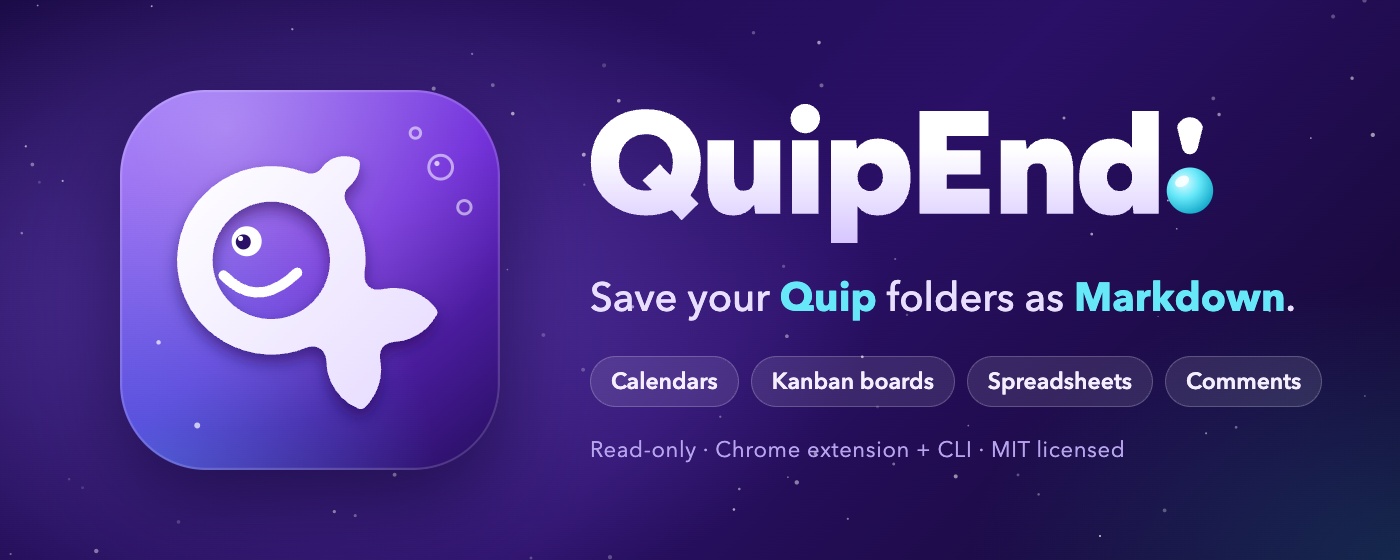 QuipEnd!
Save your Quip folders as Markdown.
Calendars Kanban boards Spreadsheets Comments
Read-only · Chrome extension + CLI · MIT licensed